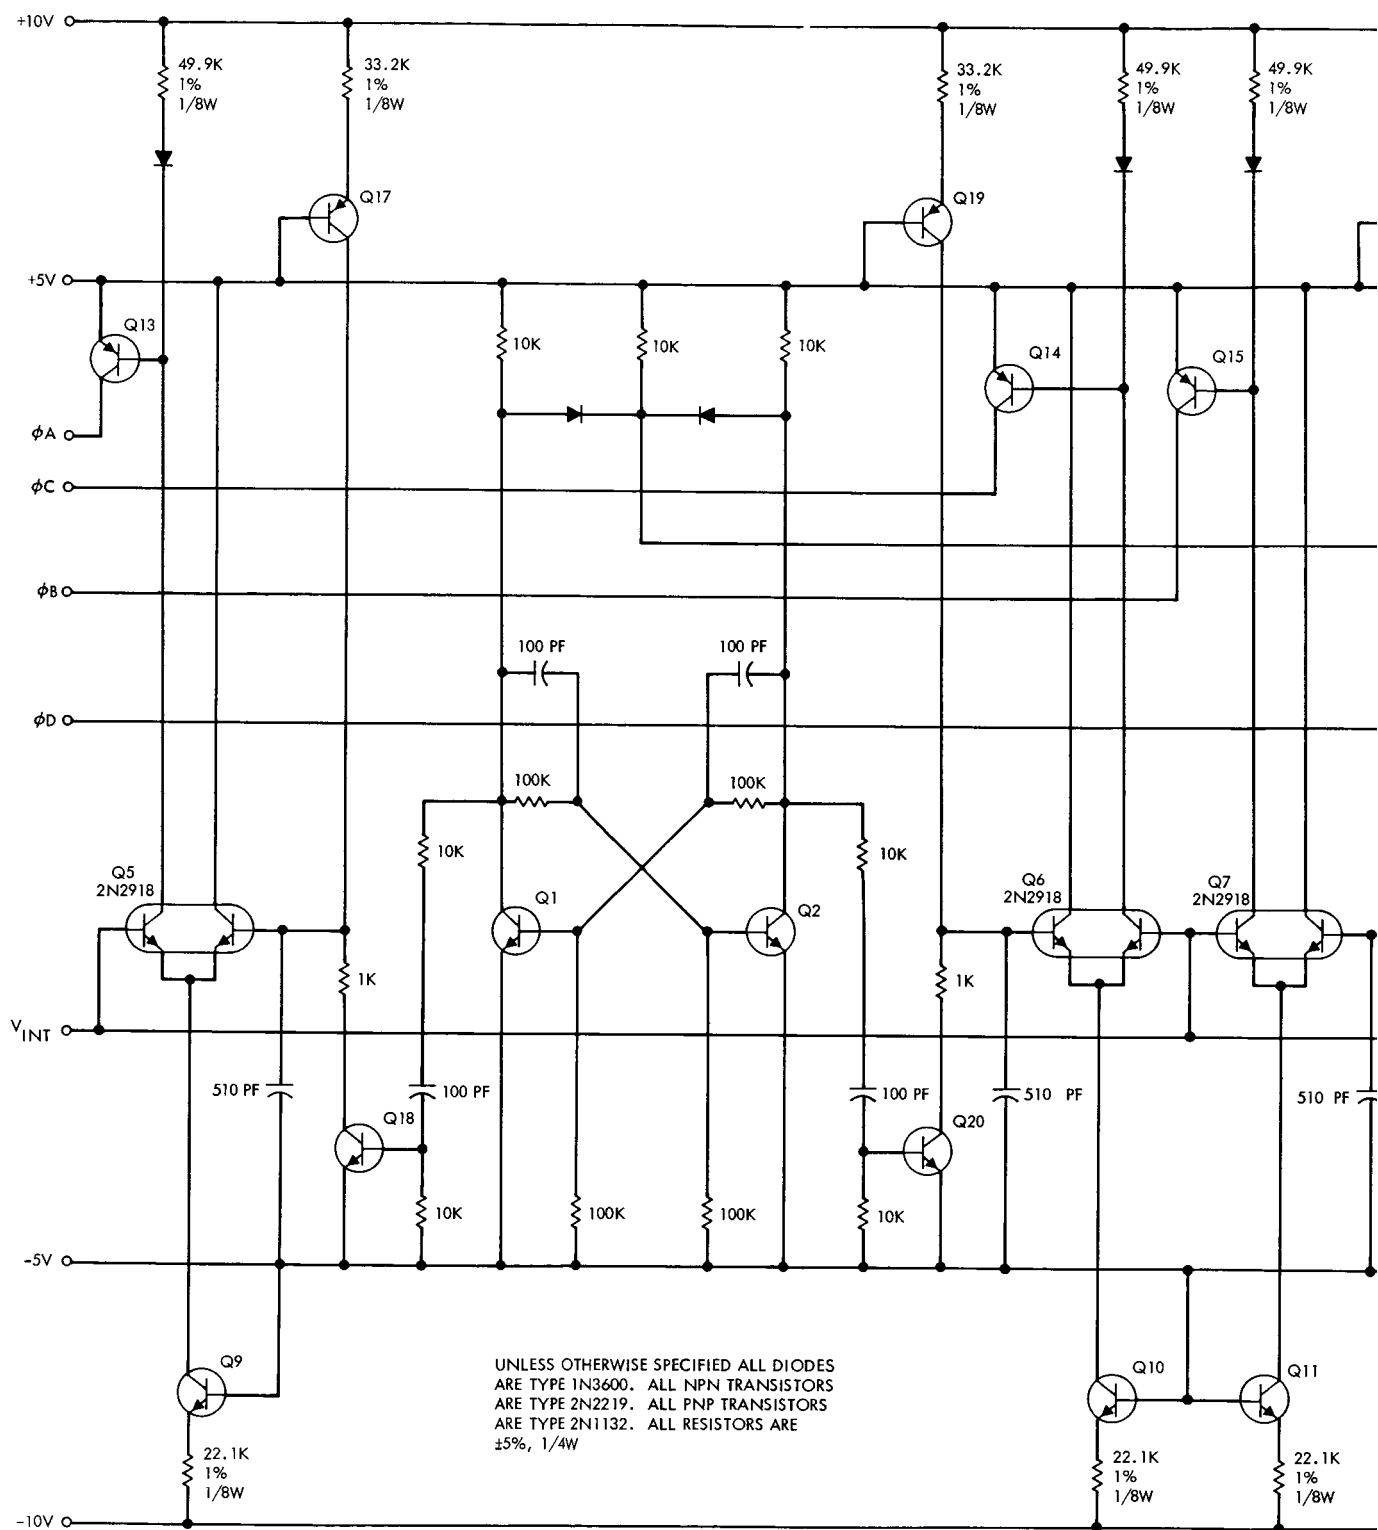 +10V
49.9K
1%
1/8W
33.2K
1%
1/8W
33.2K
1%
1/8W
49.9K
1%
1/8W
49.9K
1%
1/8W
Q17
Q19
+5V
Q13
10K
10K
10K
Q14
Q15
ϕA
ϕC
ϕB
100 PF
100 PF
ϕD
100K
100K
10K
10K
Q5
2N2918
Q1
Q2
Q6
2N2918
Q7
2N2918
1K
1K
VINT
510 PF
100 PF
100 PF
510 PF
510 PF
Q18
Q20
10K
100K
100K
10K
-5V
Q9
UNLESS OTHERWISE SPECIFIED ALL DIODES
ARE TYPE 1N3600. ALL NPN TRANSISTORS
ARE TYPE 2N2219. ALL PNP TRANSISTORS
ARE TYPE 2N1132. ALL RESISTORS ARE
±5%, 1/4W
Q10
Q11
22.1K
1%
1/8W
22.1K
1%
1/8W
22.1K
1%
1/8W
-10V